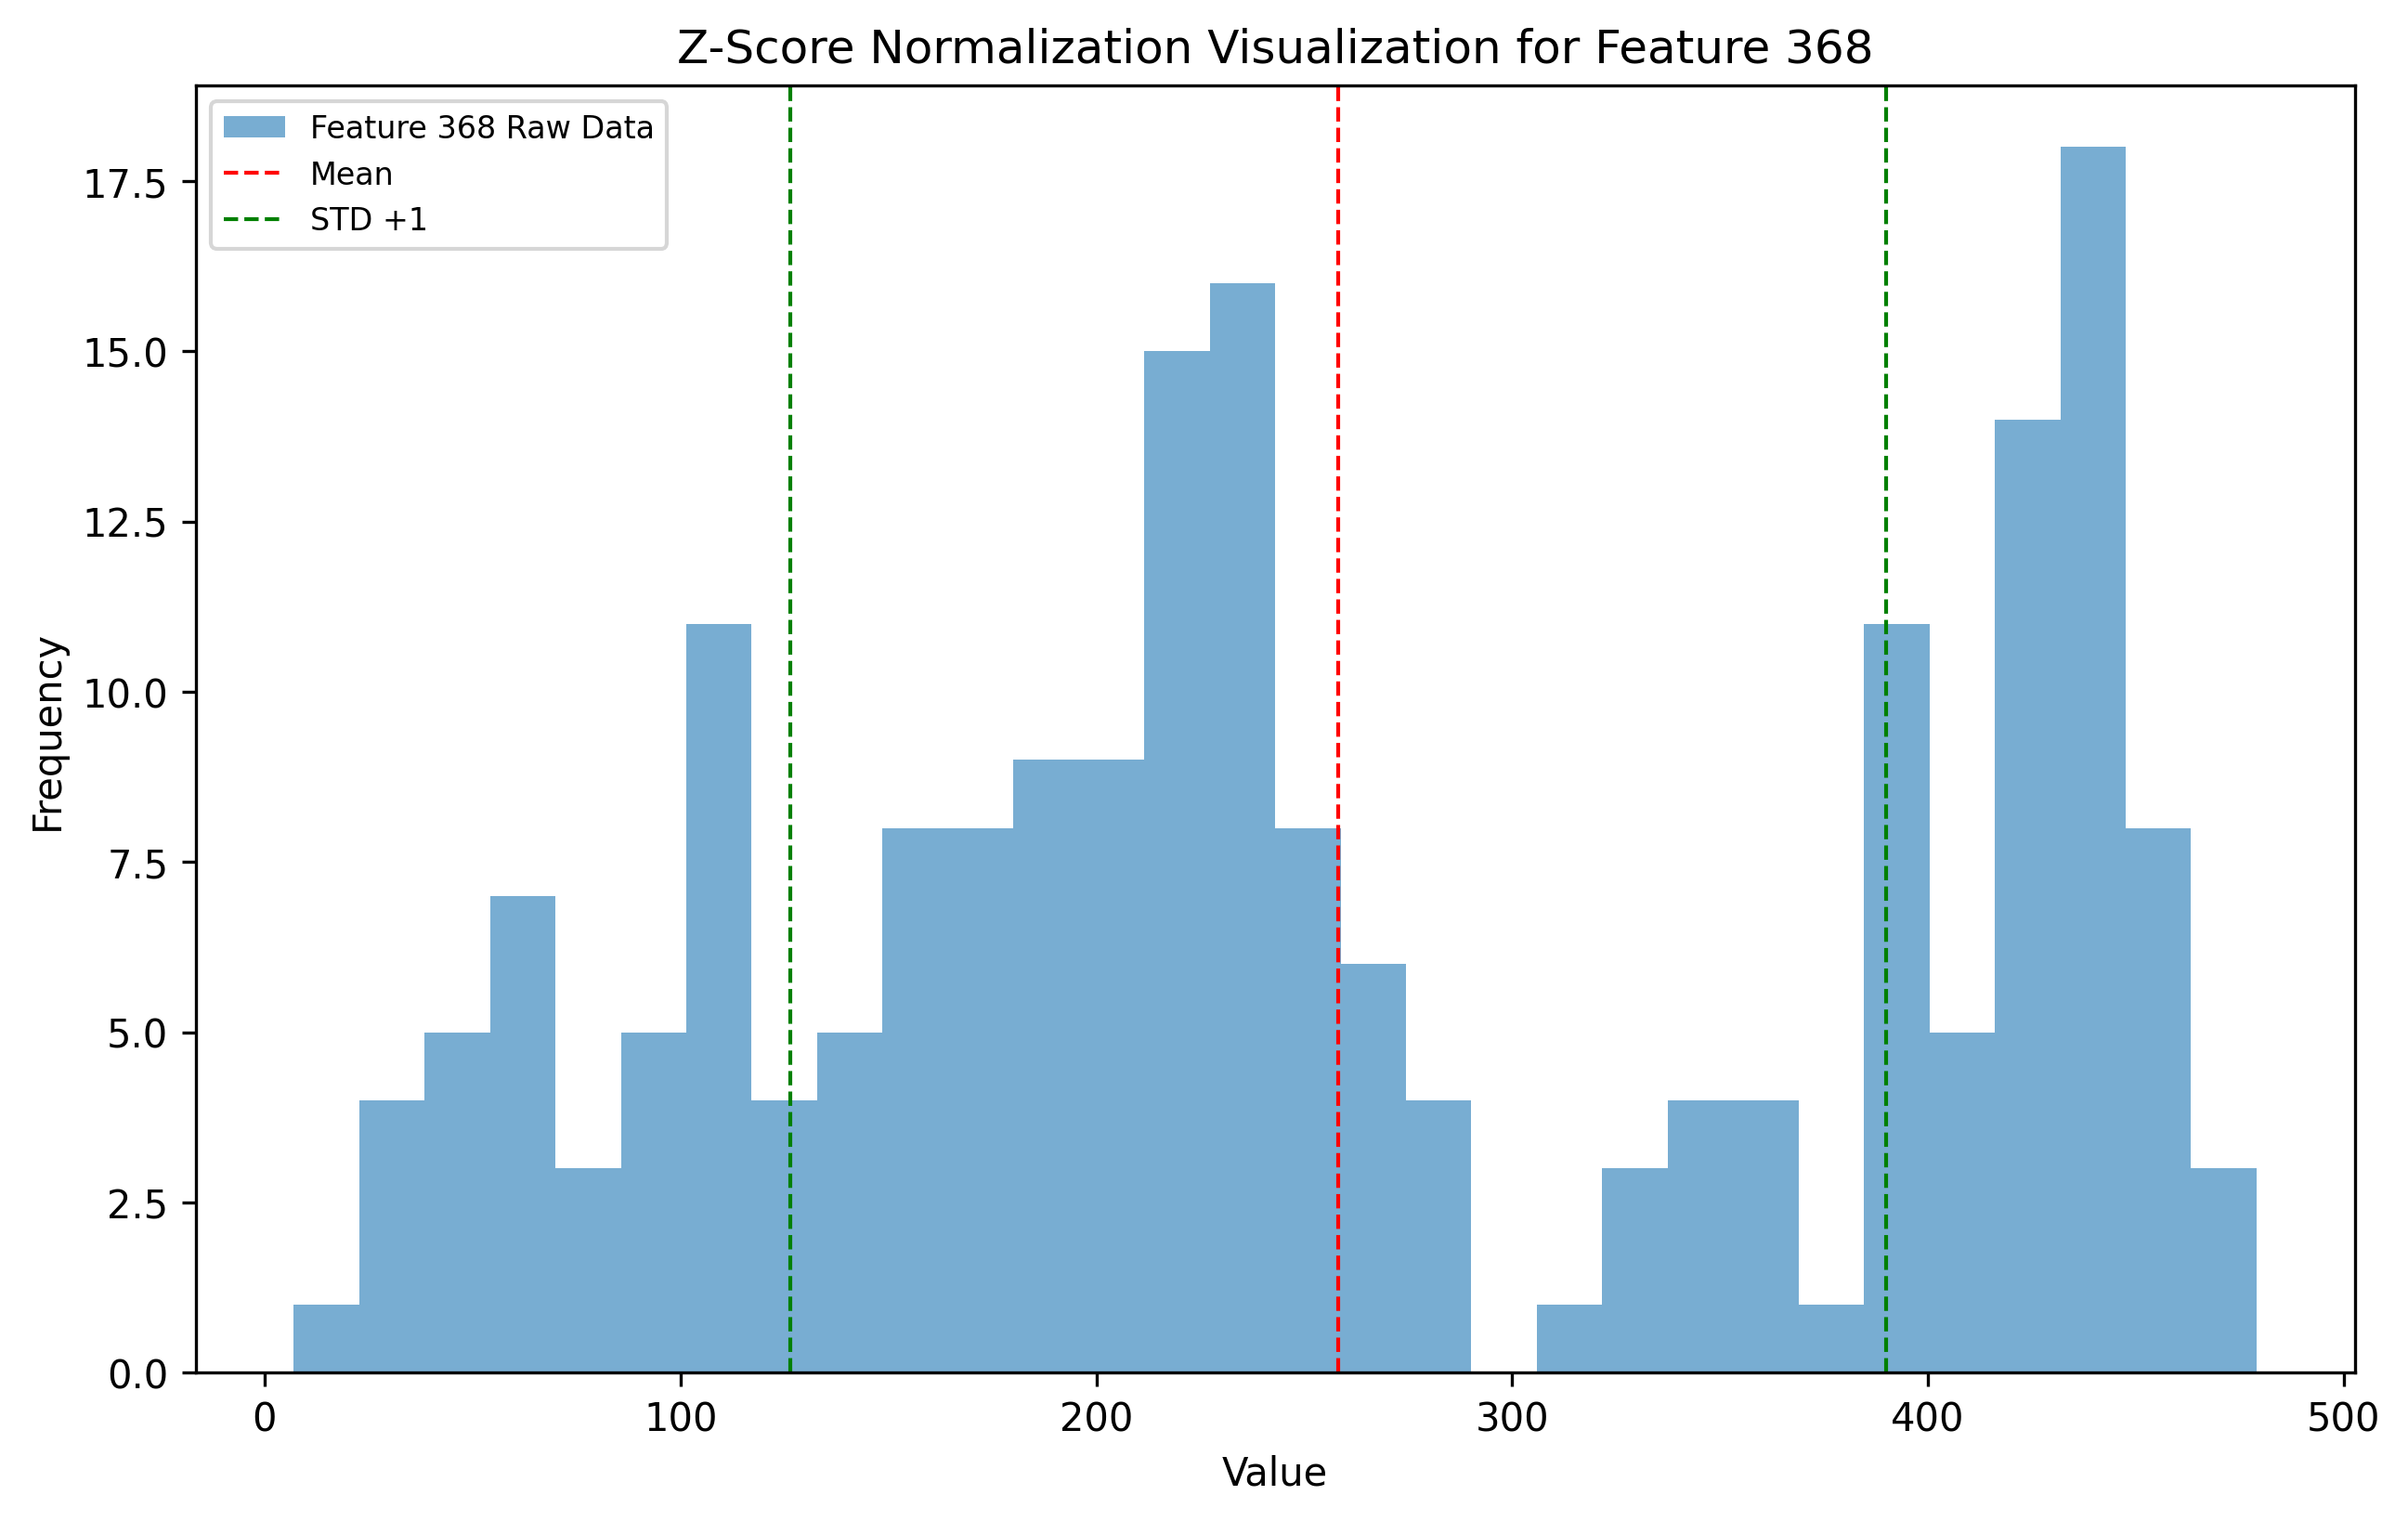 Z-Score Normalization Visualization for Feature 368
Feature 368 Raw Data
Mean
STD +1
17.5
15.0
12.5
10.0
7.5
5.0
2.5
0.0
Frequency
0 100 200 300 400 500
Value